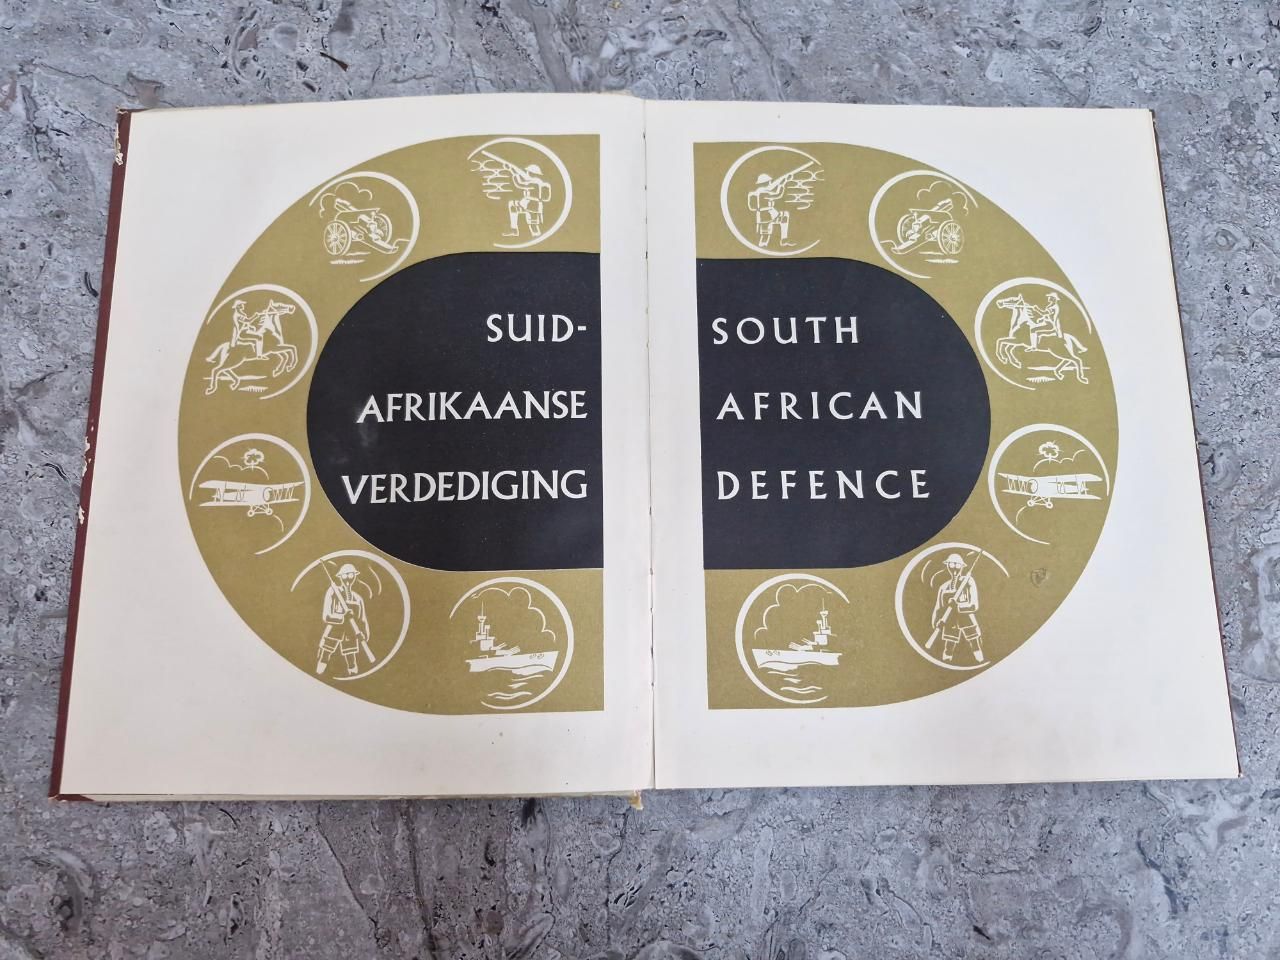 SUID-
AFRIKAANSE
VERDEDIGING
SOUTH
AFRICAN
DEFENCE